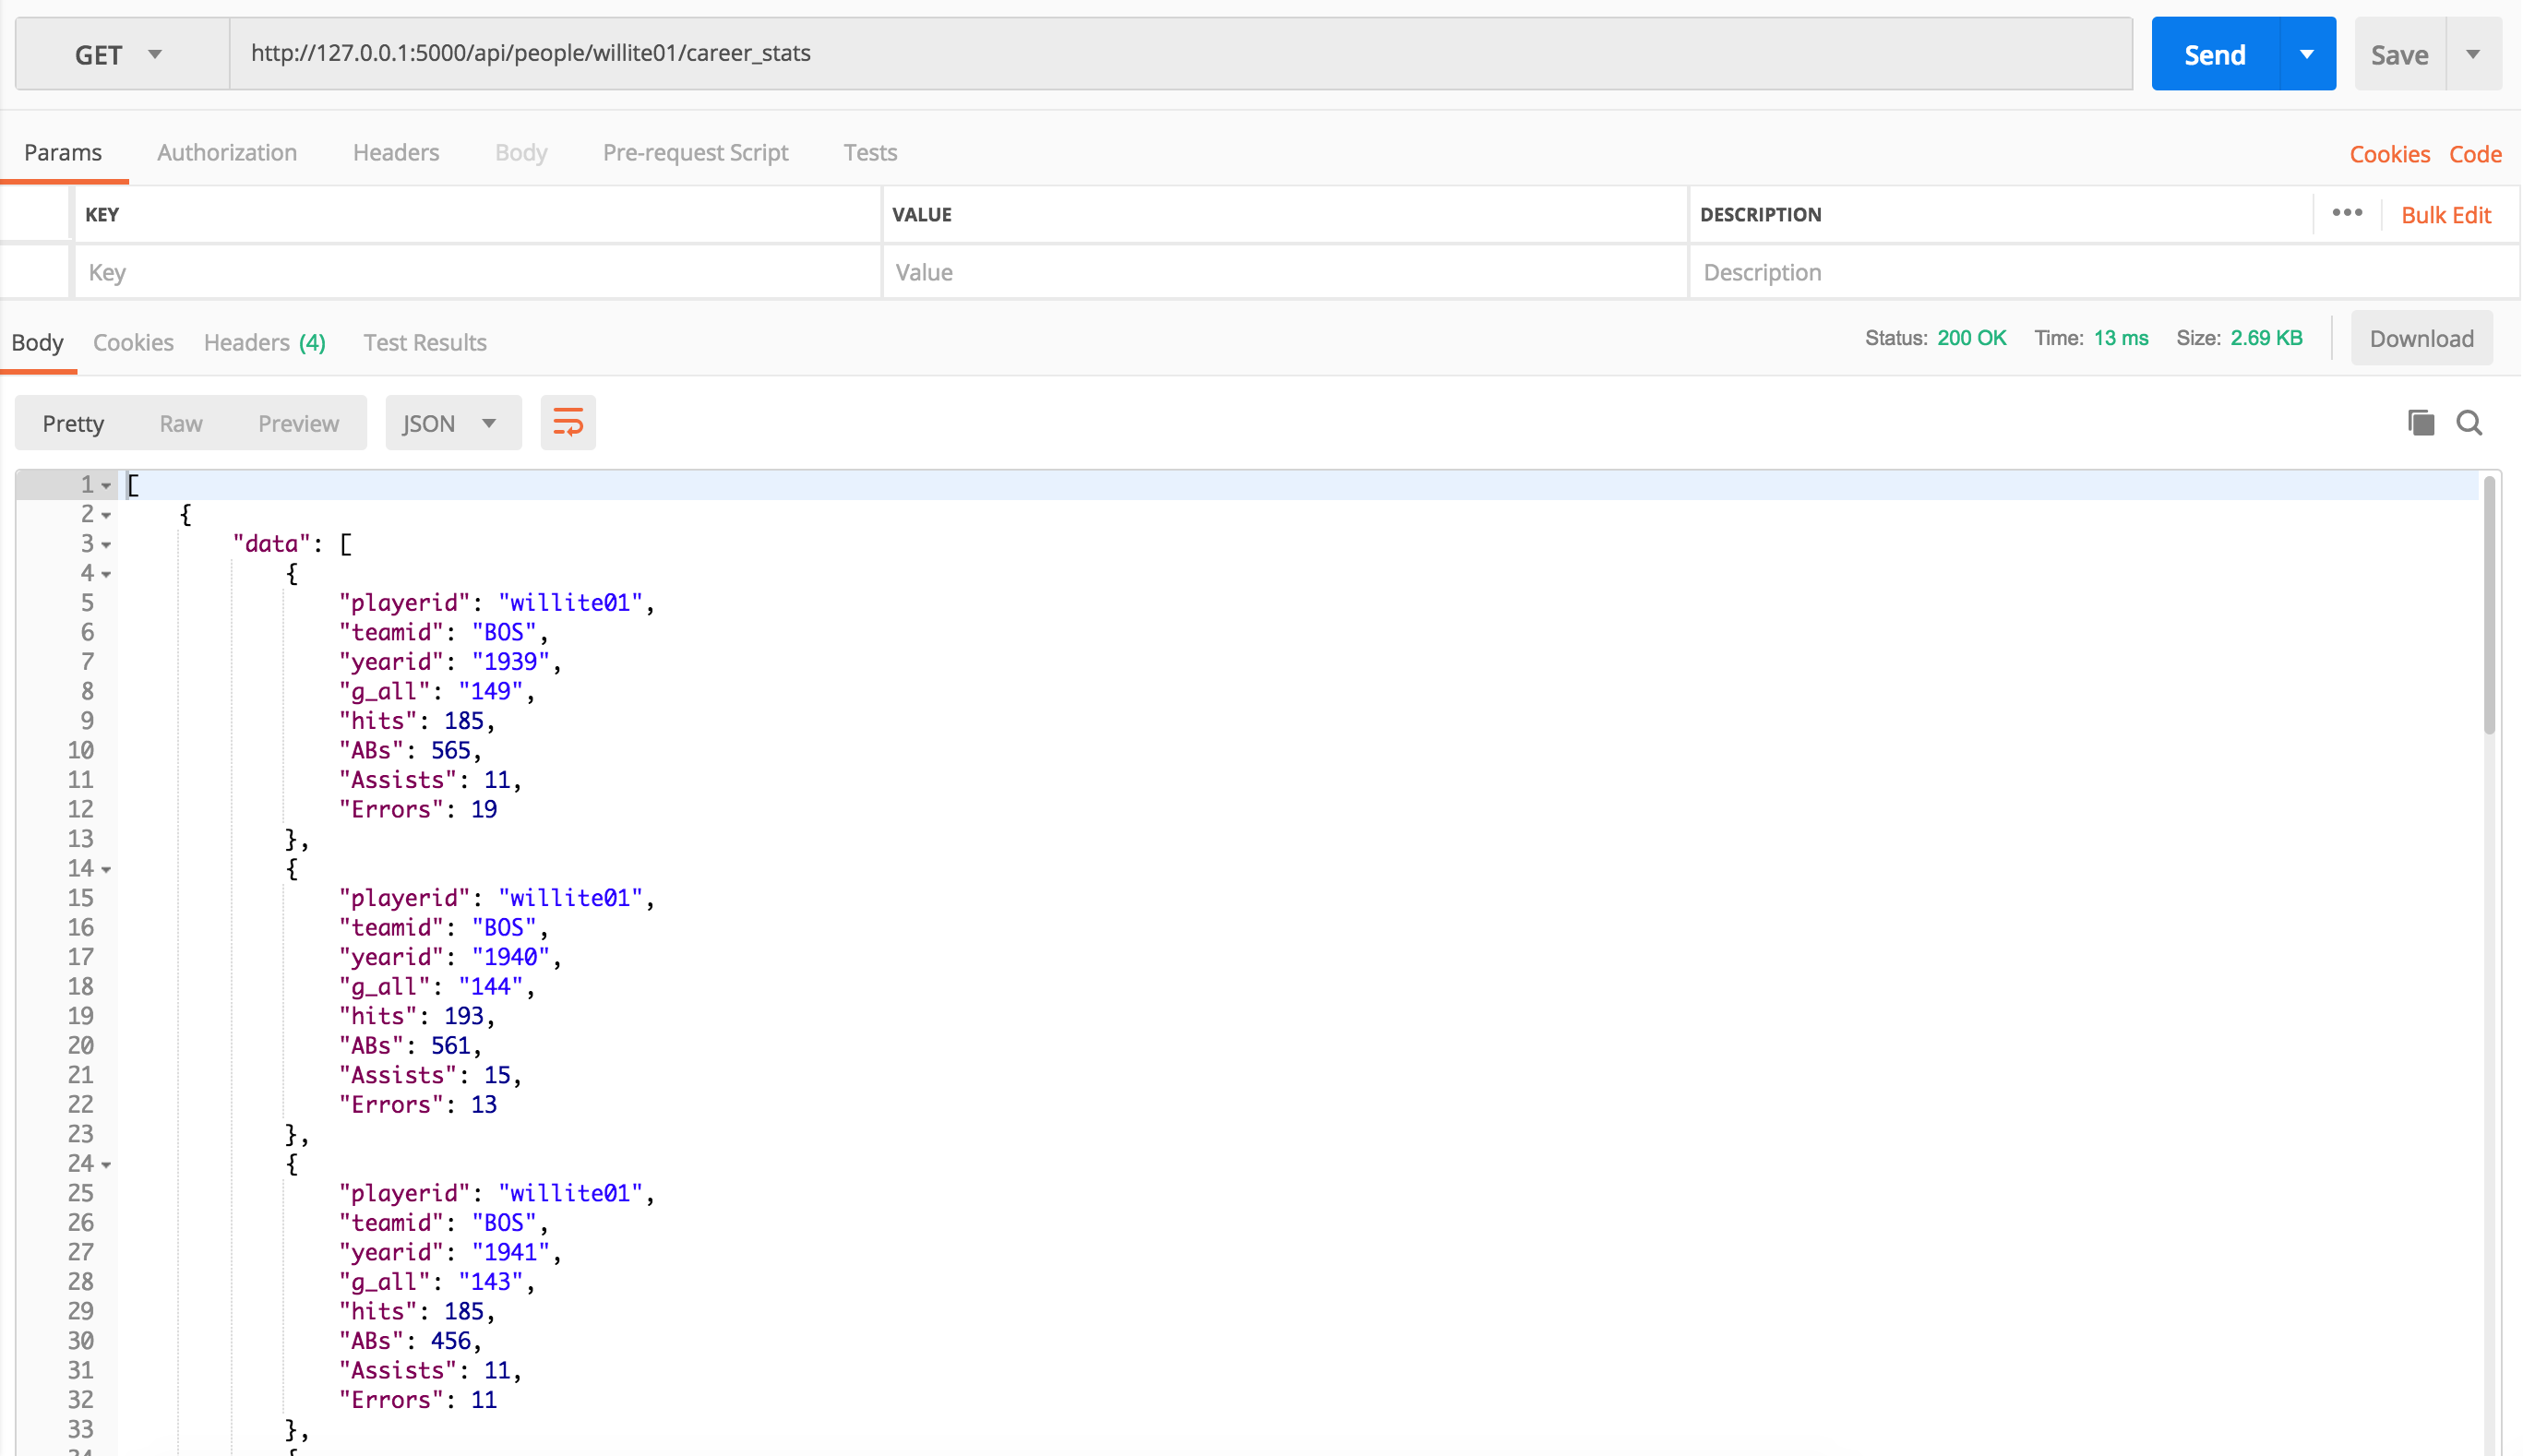 GET http://127.0.0.1:5000/api/people/willite01/career_stats Send Save
Params Authorization Headers Body Pre-request Script Tests Cookies Code
KEY VALUE DESCRIPTION ••• Bulk Edit
Key Value Description
Body Cookies Headers (4) Test Results Status: 200 OK Time: 13 ms Size: 2.69 KB Download
Pretty Raw Preview JSON
1 [
2 {
3 "data": [
4 {
5 "playerid": "willite01",
6 "teamid": "BOS",
7 "yearid": "1939",
8 "g_all": "149",
9 "hits": 185,
10 "ABs": 565,
11 "Assists": 11,
12 "Errors": 19
13 },
14 {
15 "playerid": "willite01",
16 "teamid": "BOS",
17 "yearid": "1940",
18 "g_all": "144",
19 "hits": 193,
20 "ABs": 561,
21 "Assists": 15,
22 "Errors": 13
23 },
24 {
25 "playerid": "willite01",
26 "teamid": "BOS",
27 "yearid": "1941",
28 "g_all": "143",
29 "hits": 185,
30 "ABs": 456,
31 "Assists": 11,
32 "Errors": 11
33 },